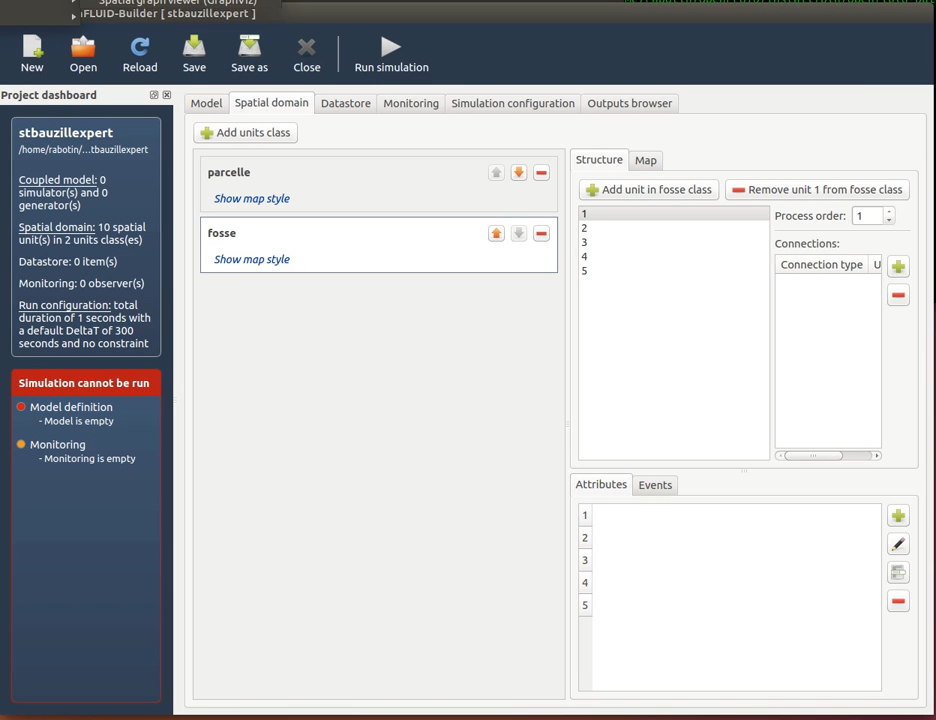 Spatial graph viewer (GraphViz)
FLUID-Builder [ stbauzillexpert ]
New
Open
Reload
Save
Save as
Close
Run simulation
Project dashboard
stbauzillexpert
/home/rabotin/...tbauzillexpert
Coupled model: 0
simulator(s) and 0
generator(s)
Spatial domain: 10 spatial
unit(s) in 2 units class(es)
Datastore: 0 item(s)
Monitoring: 0 observer(s)
Run configuration: total
duration of 1 seconds with
a default DeltaT of 300
seconds and no constraint
Simulation cannot be run
Model definition
- Model is empty
Monitoring
- Monitoring is empty
Model
Spatial domain
Datastore
Monitoring
Simulation configuration
Outputs browser
Add units class
parcelle
Show map style
fosse
Show map style
Structure
Map
Add unit in fosse class
Remove unit 1 from fosse class
1
2
3
4
5
Process order: 1
Connections:
Connection type
U
Attributes
Events
1
2
3
4
5